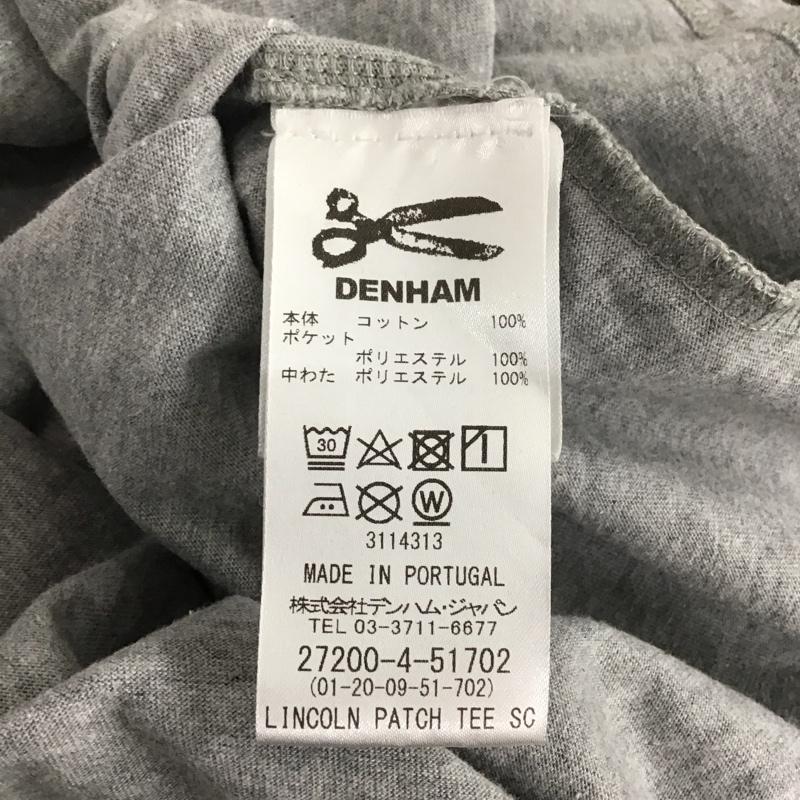 DENHAM
本体 コットン 100%
ポケット
ポリエステル 100%
中わた ポリエステル 100%
30
W
3114313
MADE IN PORTUGAL
株式会社デンハム・ジャパン
TEL 03-3711-6677
27200-4-51702
(01-20-09-51-702)
LINCOLN PATCH TEE SC